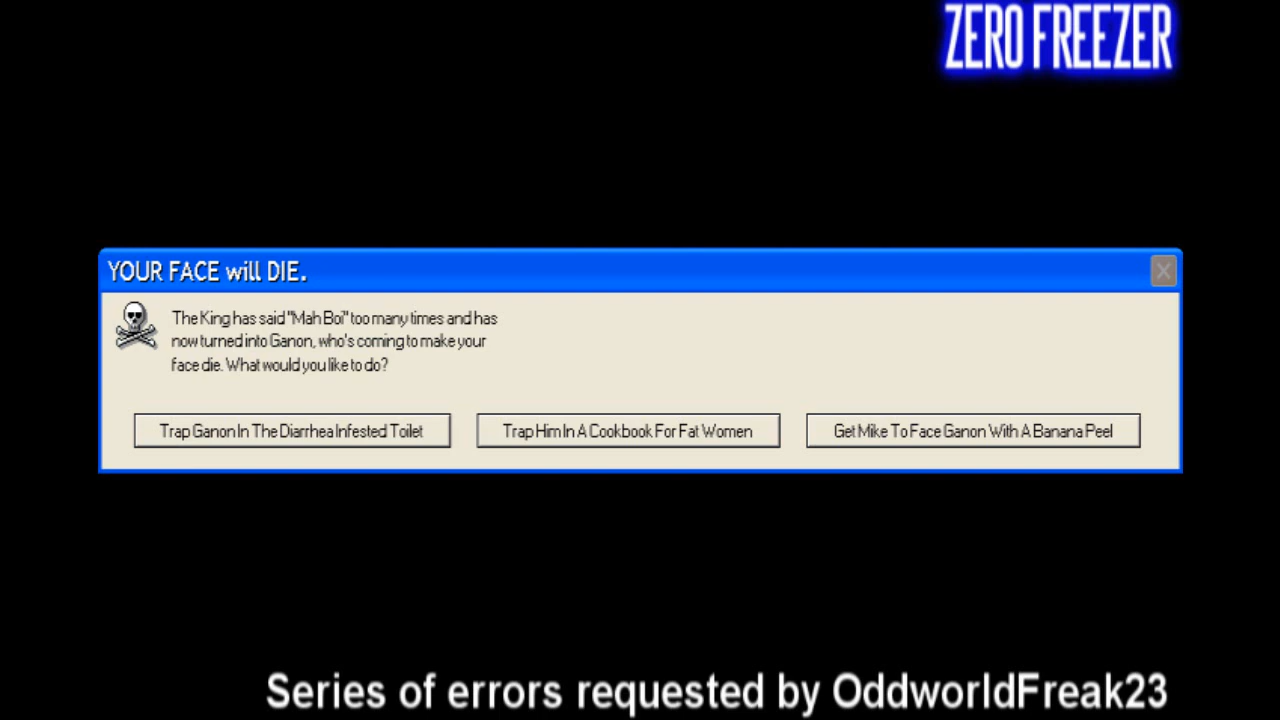 ZERO FREEZER
YOUR FACE will DIE.
The King has said "Mah Boi" too many times and has
now turned into Ganon, who's coming to make your
face die. What would you like to do?
Trap Ganon In The Diarrhea Infested Toilet
Trap Him In A Cookbook For Fat Women
Get Mike To Face Ganon With A Banana Peel
Series of errors requested by OddworldFreak23